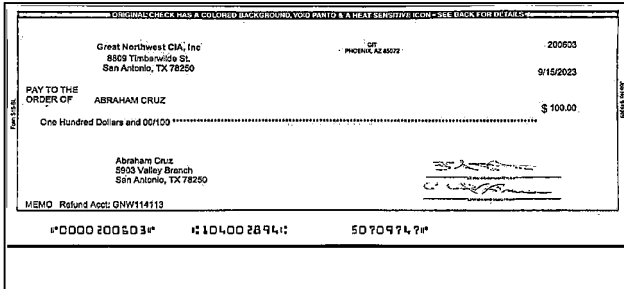 ORIGINAL CHECK HAS A COLORED BACKGROUND, VOID PANTO & A HEAT SENSITIVE ICON - SEE BACK FOR DETAILS
Great Northwest CIA, Inc
8809 Timberwilde St.
San Antonio, TX 78250
CIT
PHOENIX, AZ 85072
200603
9/15/2023
PAY TO THE
ORDER OF ABRAHAM CRUZ
$ 100.00
One Hundred Dollars and 00/100
Abraham Cruz
5903 Valley Branch
San Antonio, TX 78250
MEMO Refund Acct: GNW114113
⑈0000200603⑈ ⑆104002894⑆ 50709747⑈